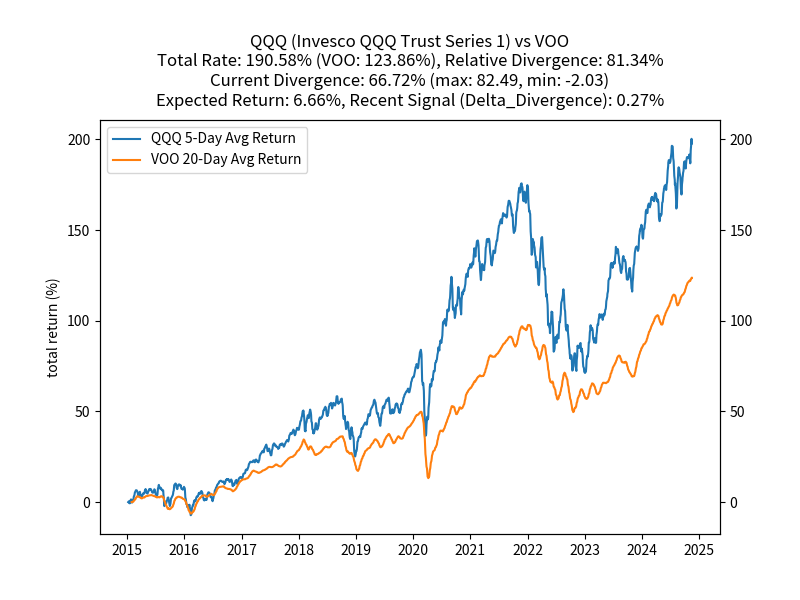 QQQ (Invesco QQQ Trust Series 1) vs VOO
Total Rate: 190.58% (VOO: 123.86%), Relative Divergence: 81.34%
Current Divergence: 66.72% (max: 82.49, min: -2.03)
Expected Return: 6.66%, Recent Signal (Delta_Divergence): 0.27%
QQQ 5-Day Avg Return
VOO 20-Day Avg Return
total return (%)
200
150
100
50
0
200
150
100
50
0
2015 2016 2017 2018 2019 2020 2021 2022 2023 2024 2025